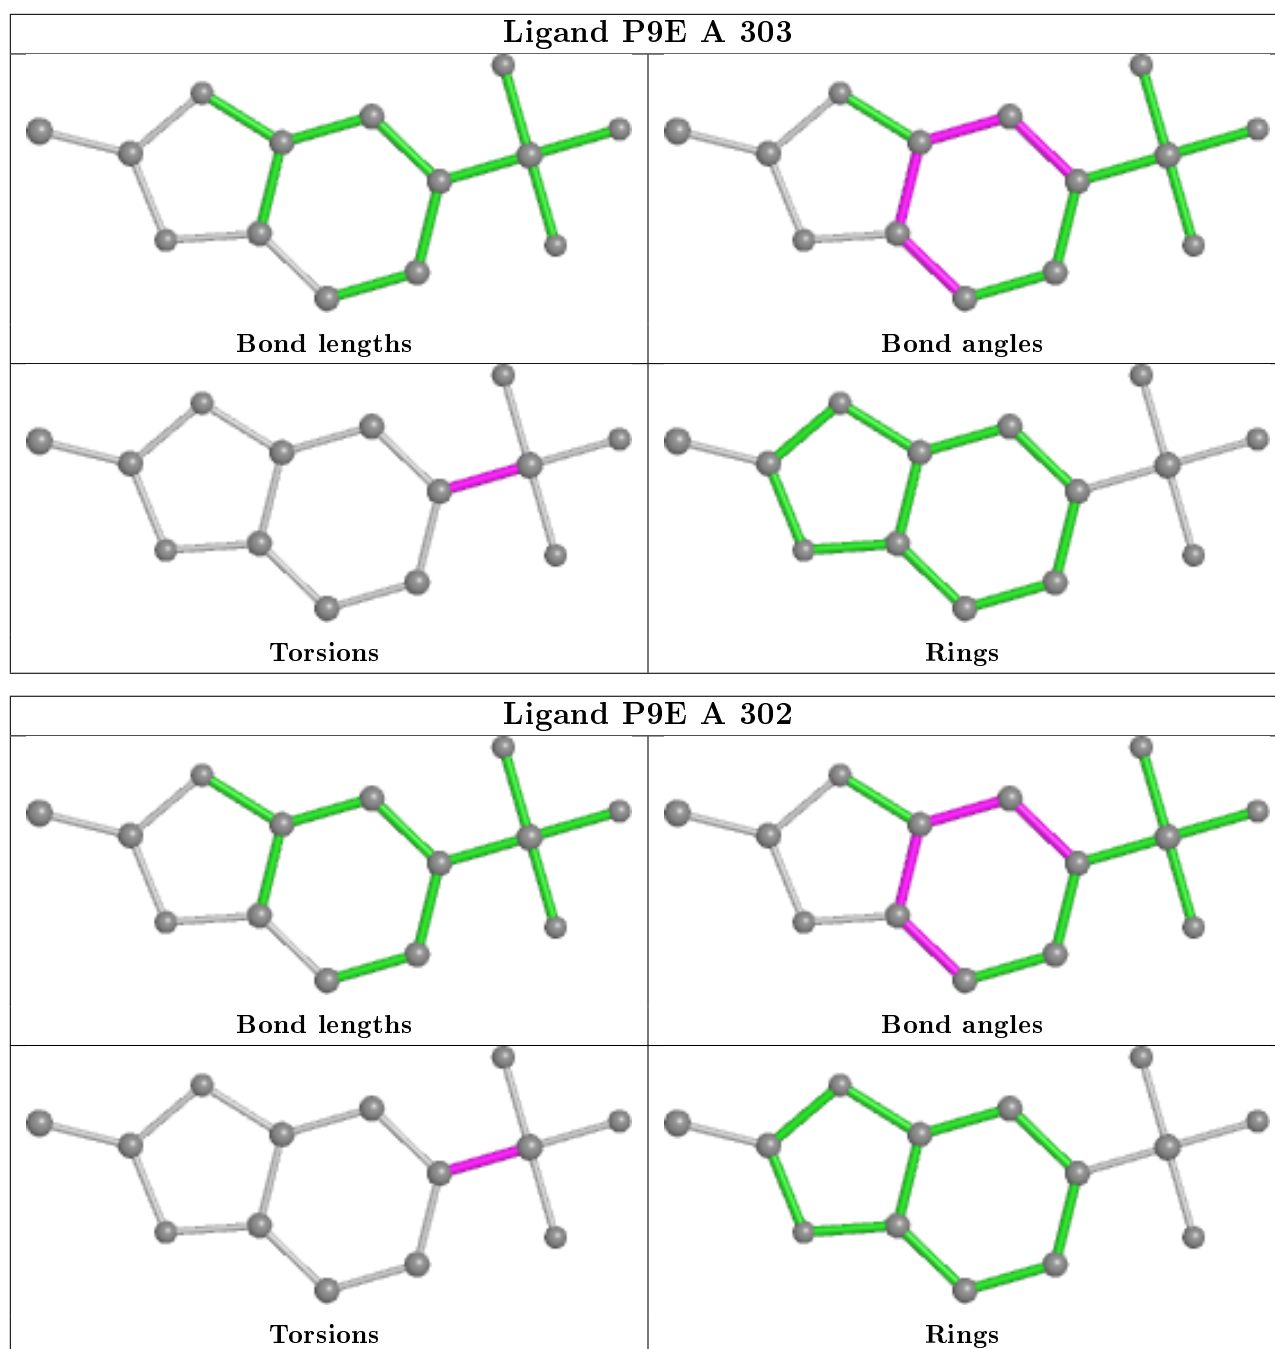 Ligand P9E A 303
Bond lengths
Bond angles
Torsions
Rings
Ligand P9E A 302
Bond lengths
Bond angles
Torsions
Rings